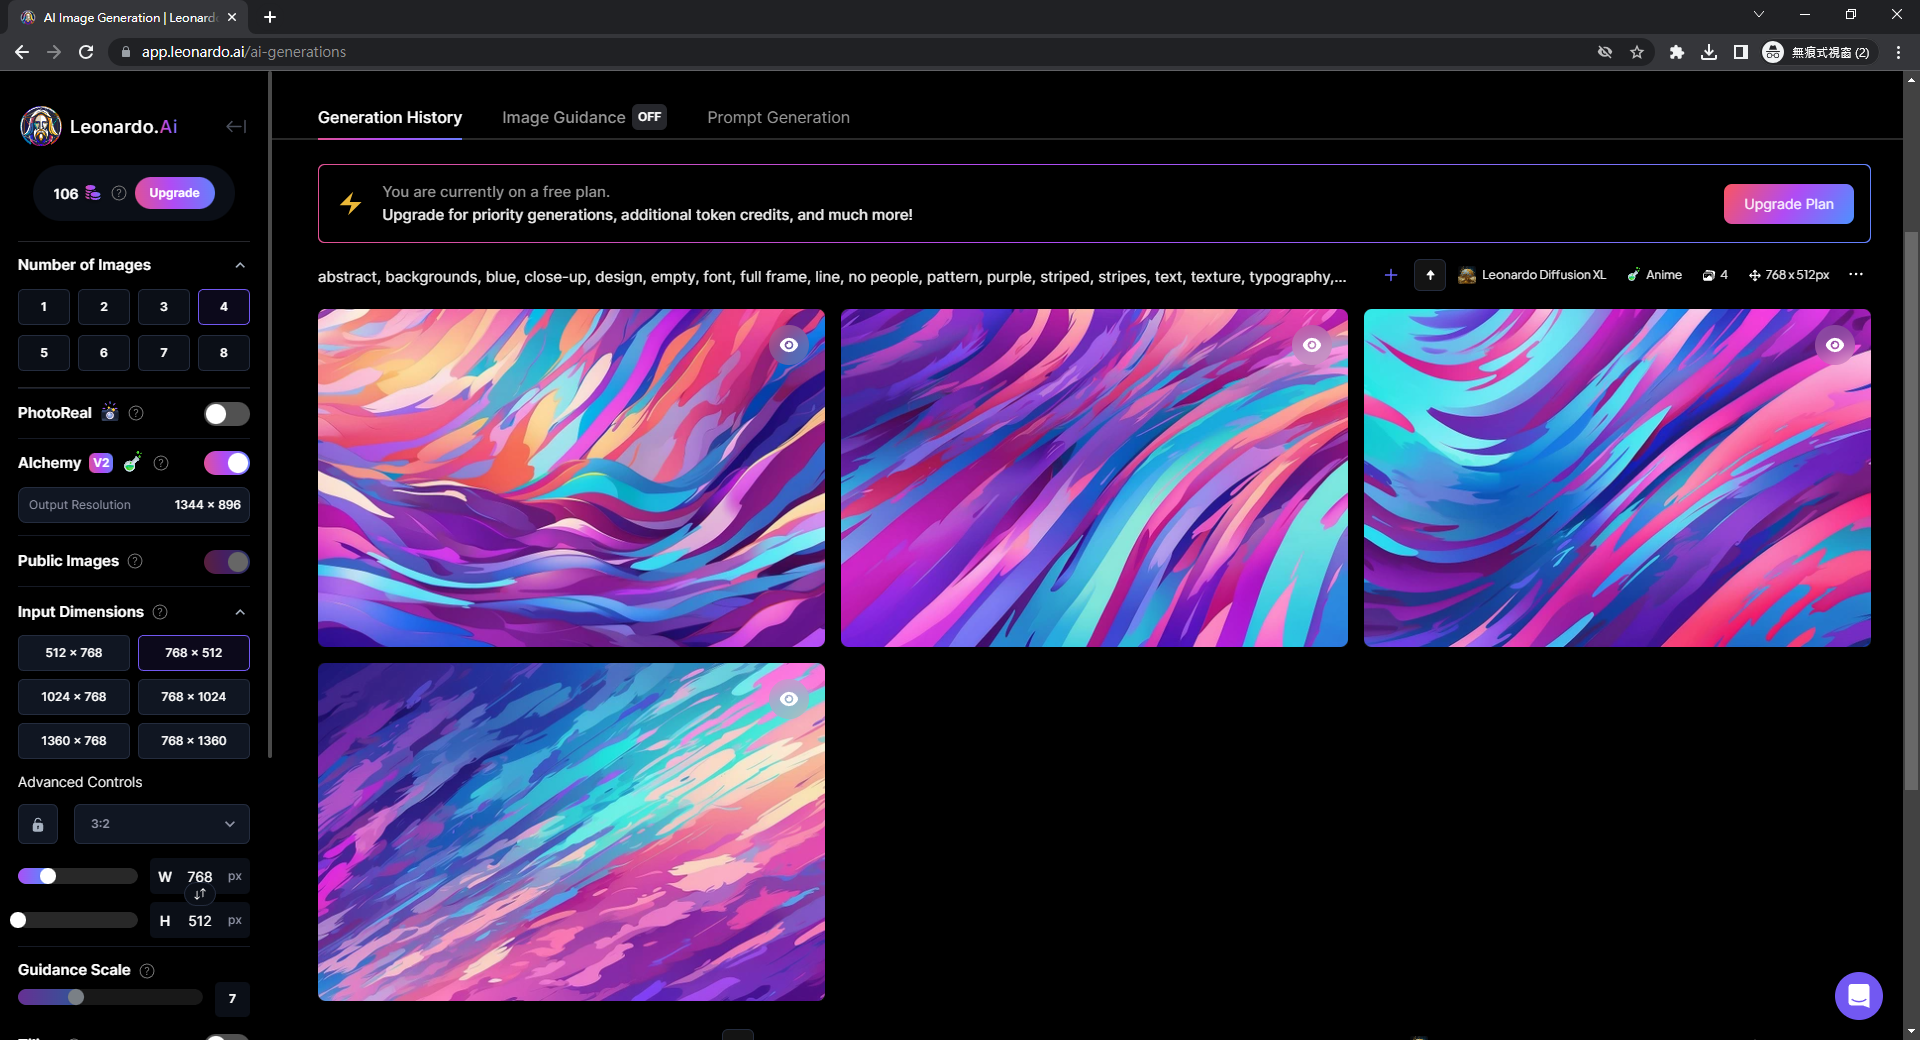 AI Image Generation | Leonard
app.leonardo.ai/ai-generations
無痕式視窗 (2)
Leonardo.Ai
106
Upgrade
Number of Images
1 2 3 4
5 6 7 8
PhotoReal
Alchemy V2
Output Resolution 1344 × 896
Public Images
Input Dimensions
512 × 768 768 × 512
1024 × 768 768 × 1024
1360 × 768 768 × 1360
Advanced Controls
3:2
W 768 px
H 512 px
Guidance Scale
7
Generation History Image Guidance OFF Prompt Generation
You are currently on a free plan.
Upgrade for priority generations, additional token credits, and much more!
Upgrade Plan
abstract, backgrounds, blue, close-up, design, empty, font, full frame, line, no people, pattern, purple, striped, stripes, text, texture, typography,...
Leonardo Diffusion XL Anime 4 768 x 512px